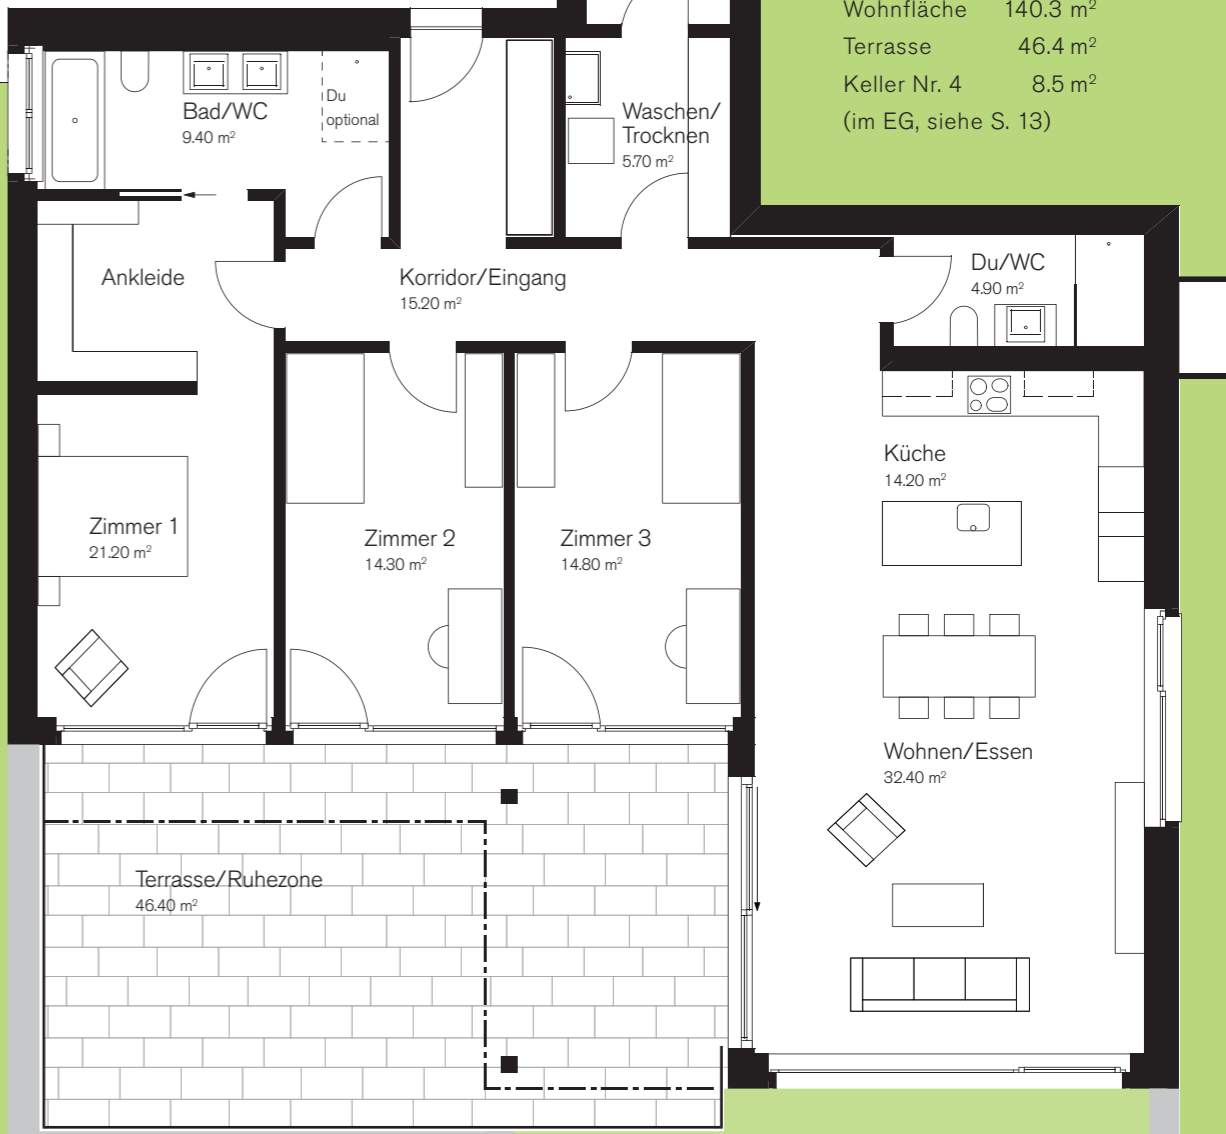 Wohnfläche 140.3 m²
Terrasse 46.4 m²
Keller Nr. 4 8.5 m²
(im EG, siehe S. 13)
Bad/WC
9.40 m²
Du
optional
Waschen/
Trocknen
5.70 m²
Ankleide
Korridor/Eingang
15.20 m²
Du/WC
4.90 m²
Küche
14.20 m²
Zimmer 1
21.20 m²
Zimmer 2
14.30 m²
Zimmer 3
14.80 m²
Wohnen/Essen
32.40 m²
Terrasse/Ruhezone
46.40 m²